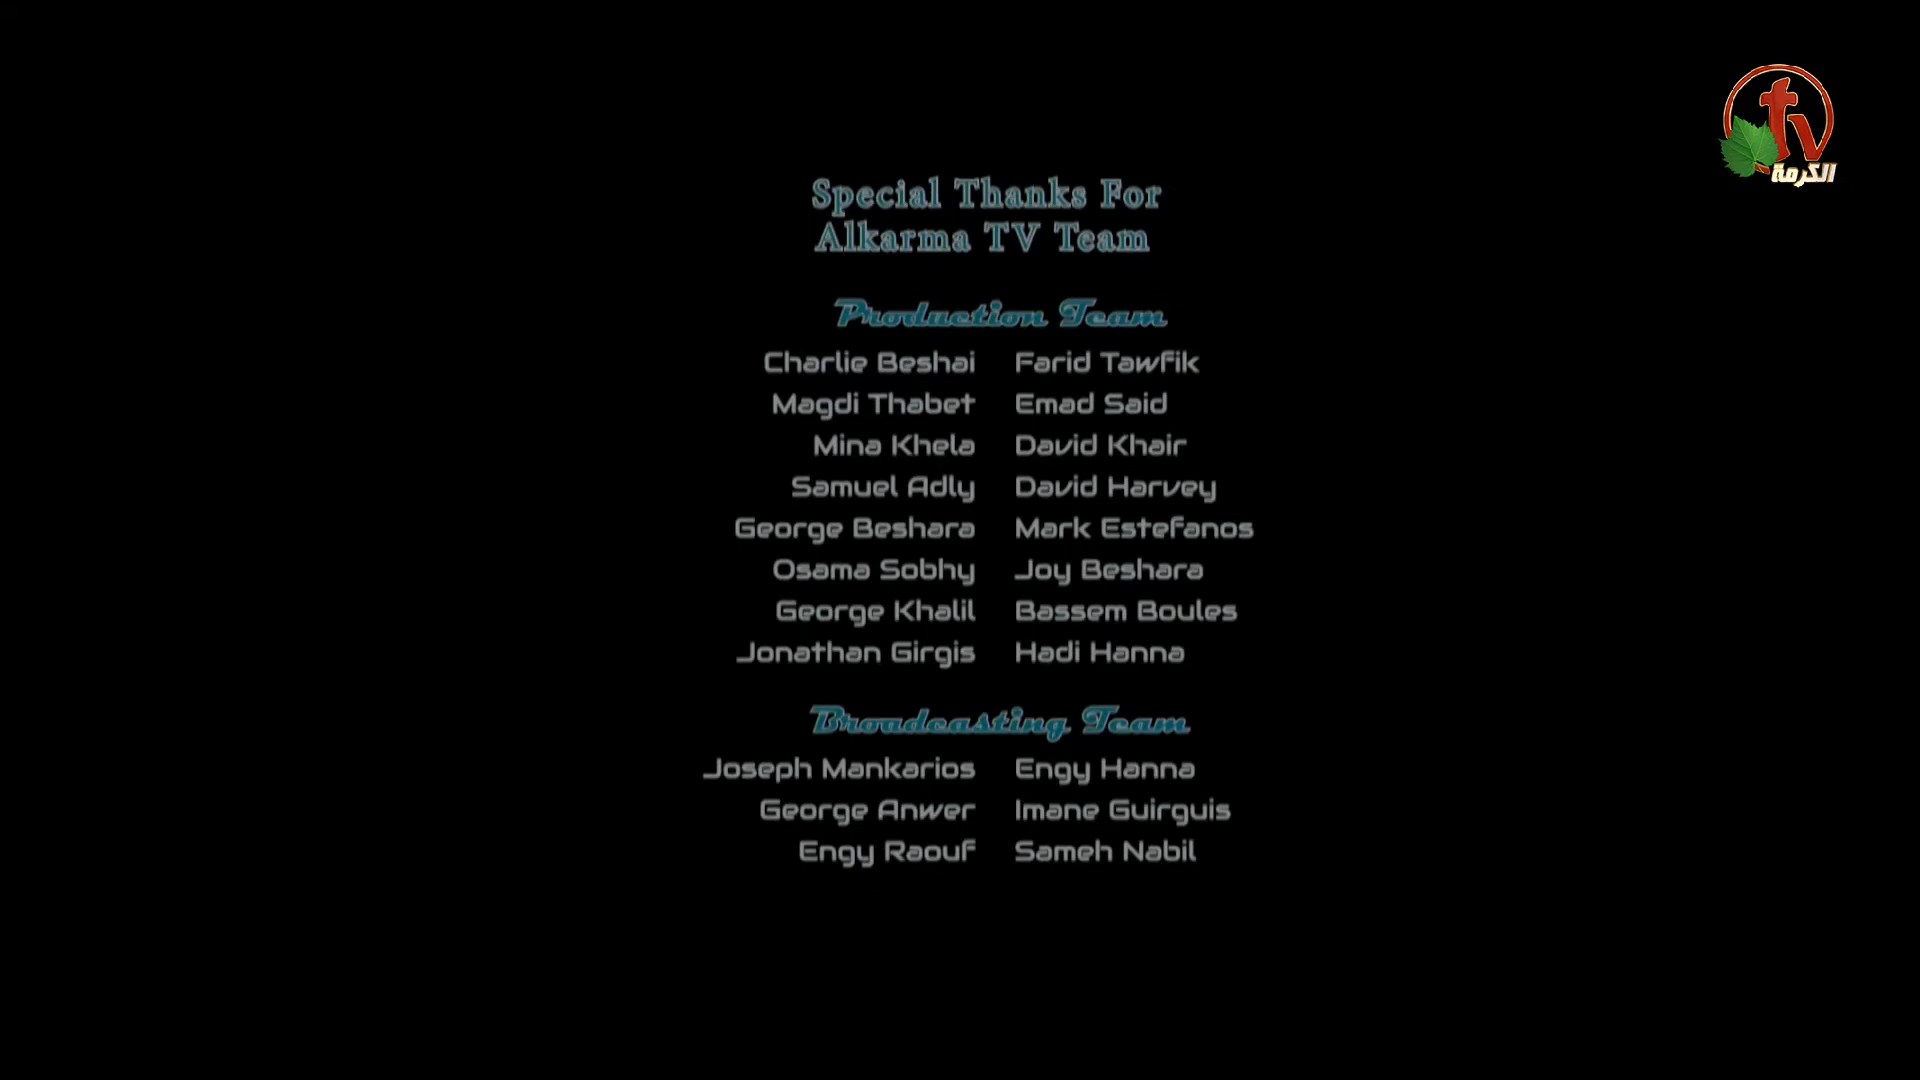 tv
الكرمة
Special Thanks For
Alkarma TV Team
Production Team
Charlie Beshai Farid Tawfik
Magdi Thabet Emad Said
Mina Khela David Khair
Samuel Adly David Harvey
George Beshara Mark Estefanos
Osama Sobhy Joy Beshara
George Khalil Bassem Boules
Jonathan Girgis Hadi Hanna
Broadcasting Team
Joseph Mankarios Engy Hanna
George Anwer Imane Guirguis
Engy Raouf Sameh Nabil